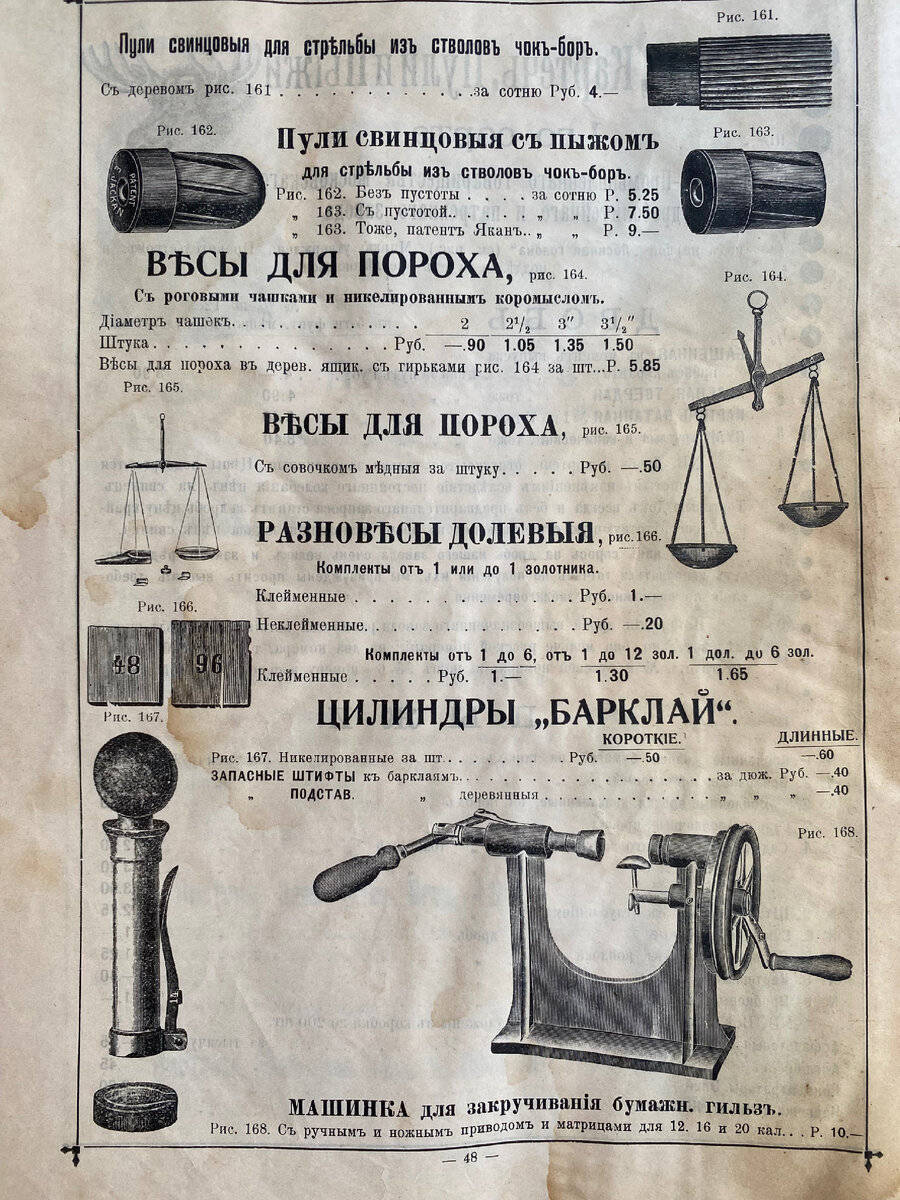 Рис. 161.
Пули свинцовыя для стрѣльбы изъ стволовъ чокъ-боръ.
Съ деревомъ рис. 161 . . . . . . . . . . . . за сотню Руб. 4.—
Рис. 162.
Пули свинцовыя съ пыжомъ
Рис. 163.
для стрѣльбы изъ стволовъ чокъ-боръ.
PATENT
Рис. 162. Безъ пустоты . . . . за сотню Р. 5.25
„ 163. Съ пустотой. . . . . „ „ Р. 7.50
„ 163. Тоже, патентъ Яканъ. . „ „ Р. 9.—
ВѢСЫ ДЛЯ ПОРОХА, рис. 164.
Рис. 164.
Съ роговыми чашками и никелированнымъ коромысломъ.
Діаметръ чашекъ. . . . . . . . . . . . . 2 2½ 3″ 3½″
Штука . . . . . . . . . . . . . Руб. —.90 1.05 1.35 1.50
Вѣсы для пороха въ дерев. ящик. съ гирьками рис. 164 за шт...Р. 5.85
Рис. 165.
ВѢСЫ ДЛЯ ПОРОХА, рис. 165.
Съ совочкомъ мѣдныя за штуку. . . . . . Руб. —.50
РАЗНОВѢСЫ ДОЛЕВЫЯ, рис. 166.
Комплекты отъ 1 или до 1 золотника.
Рис. 166.
Клейменные . . . . . . . . . . . . Руб. 1.—
Неклейменные. . . . . . . . . . . Руб. —.20
48
96
Комплекты отъ 1 до 6, отъ 1 до 12 зол. 1 дол. до 6 зол.
Клейменные . . . . . Руб. 1.— 1.30 1.65
Рис. 167.
ЦИЛИНДРЫ „БАРКЛАЙ“.
КОРОТКІЕ. ДЛИННЫЕ.
Рис. 167. Никелированные за шт. . . . . . . . Руб. —.50 —.60
ЗАПАСНЫЕ ШТИФТЫ къ барклаямъ. . . . . . . . . . . . . . . за дюж. Руб. —.40
„ ПОДСТАВ. „ деревянныя . . . . . . . . . . „ „ „ —.40
Рис. 168.
МАШИНКА для закручиванія бумажн. гильзъ.
Рис. 168. Съ ручнымъ и ножнымъ приводомъ и матрицами для 12. 16 и 20 кал. . . Р. 10.—
— 48 —